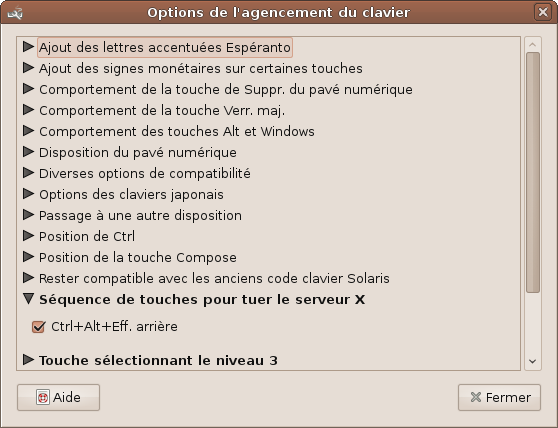 Options de l'agencement du clavier
Ajout des lettres accentuées Espéranto
Ajout des signes monétaires sur certaines touches
Comportement de la touche de Suppr. du pavé numérique
Comportement de la touche Verr. maj.
Comportement des touches Alt et Windows
Disposition du pavé numérique
Diverses options de compatibilité
Options des claviers japonais
Passage à une autre disposition
Position de Ctrl
Position de la touche Compose
Rester compatible avec les anciens code clavier Solaris
Séquence de touches pour tuer le serveur X
Ctrl+Alt+Eff. arrière
Touche sélectionnant le niveau 3
Aide
Fermer